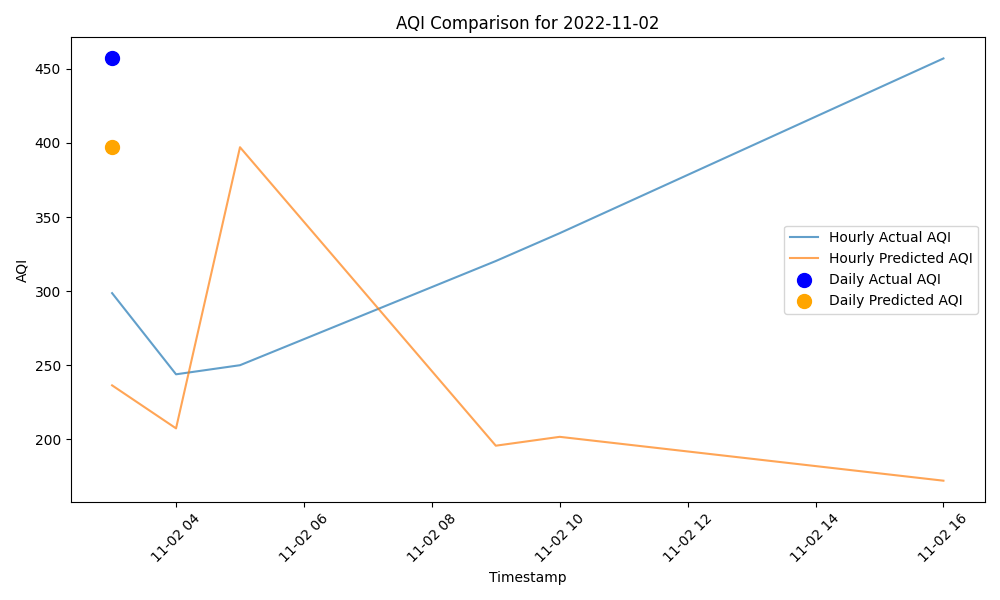 AQI Comparison for 2022-11-02
AQI
450
400
350
300
250
200
Hourly Actual AQI
Hourly Predicted AQI
Daily Actual AQI
Daily Predicted AQI
11-02 04
11-02 06
11-02 08
11-02 10
11-02 12
11-02 14
11-02 16
Timestamp